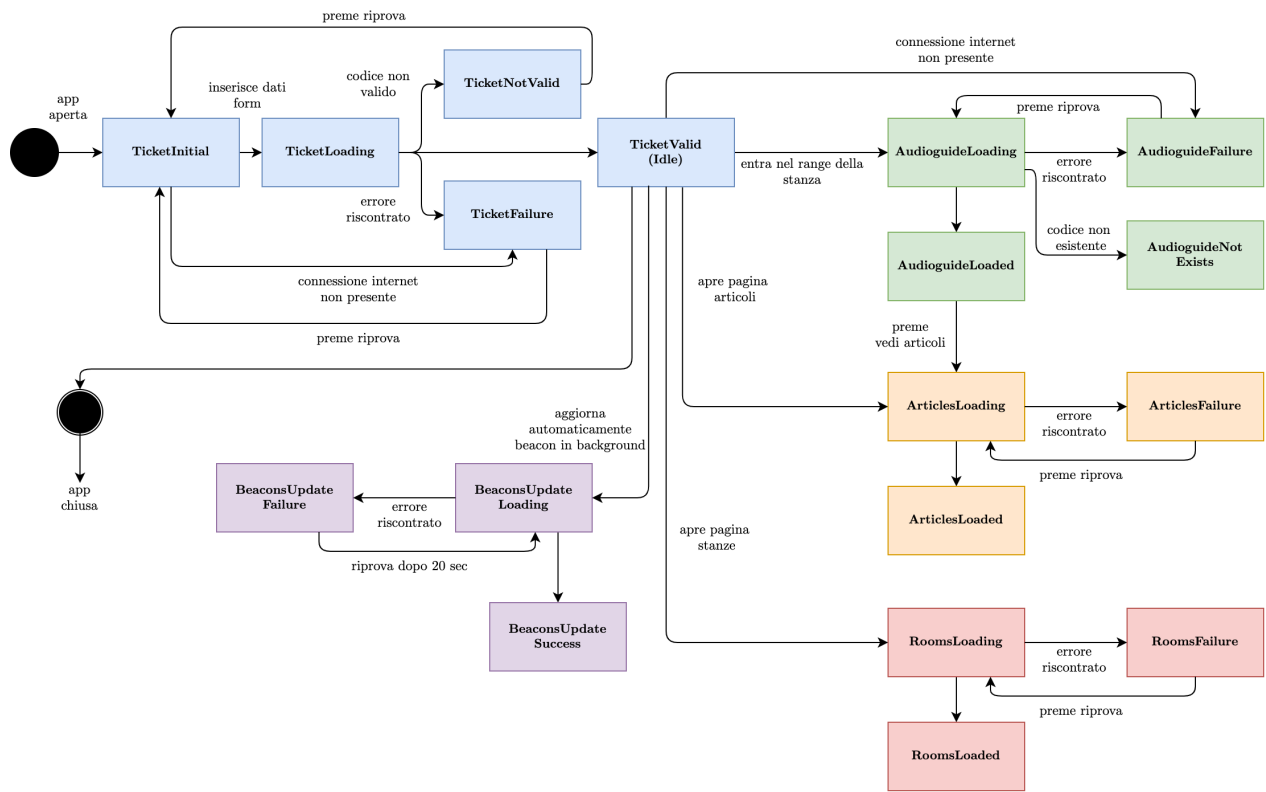 preme riprova
app
aperta
inserisce dati
form
codice non
valido
TicketNotValid
TicketInitial
TicketLoading
TicketValid
(Idle)
errore
riscontrato
TicketFailure
connessione internet
non presente
preme riprova
connessione internet
non presente
preme riprova
entra nel range della
stanza
AudioguideLoading
errore
riscontrato
AudioguideFailure
codice non
esistente
AudioguideNot
Exists
AudioguideLoaded
apre pagina
articoli
preme
vedi articoli
ArticlesLoading
errore
riscontrato
ArticlesFailure
preme riprova
ArticlesLoaded
app
chiusa
aggiorna
automaticamente
beacon in background
BeaconsUpdate
Failure
errore
riscontrato
BeaconsUpdate
Loading
riprova dopo 20 sec
BeaconsUpdate
Success
apre pagina
stanze
RoomsLoading
errore
riscontrato
RoomsFailure
preme riprova
RoomsLoaded